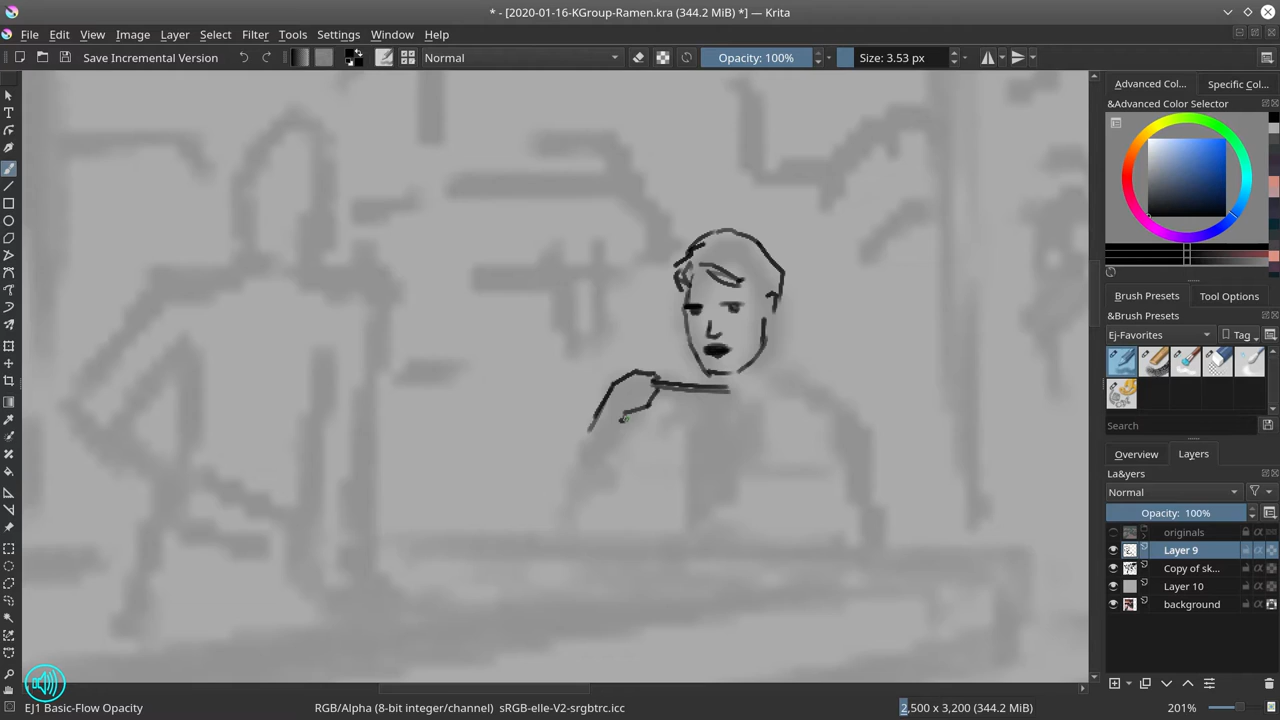 * - [2020-01-16-KGroup-Ramen.kra (344.2 MiB) *] — Krita
File Edit View Image Layer Select Filter Tools Settings Window Help
Save Incremental Version Normal Opacity: 100% Size: 3.53 px
Advanced Col... Specific Col...
&Advanced Color Selector
Brush Presets Tool Options
&Brush Presets
Ej-Favorites Tag
Search
Overview Layers
La&yers
Normal
Opacity: 100%
originals
Layer 9
Copy of sk...
Layer 10
background
EJ1 Basic-Flow Opacity RGB/Alpha (8-bit integer/channel) sRGB-elle-V2-srgbtrc.icc 2,500 x 3,200 (344.2 MiB) 201%